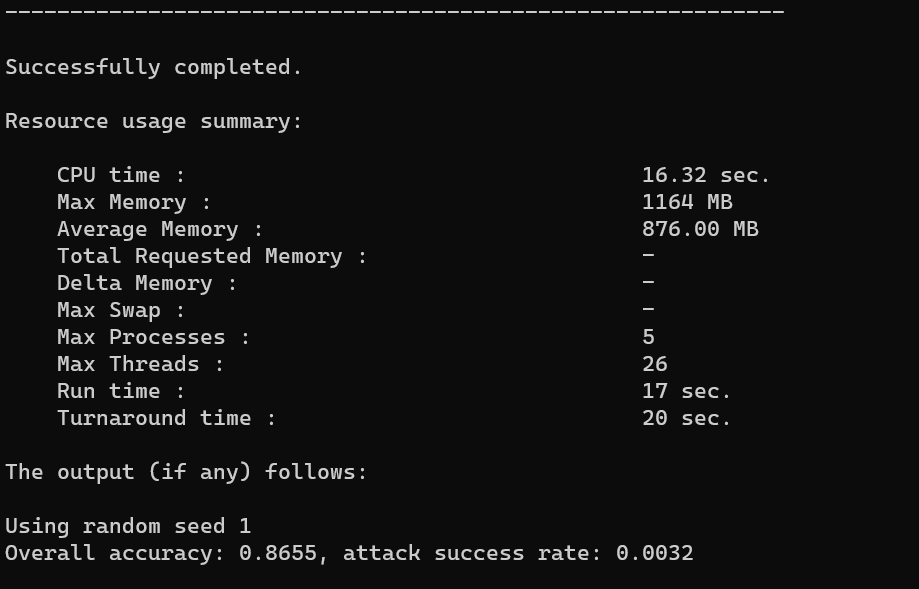 ------------------------------------------------------------
Successfully completed.
Resource usage summary:
CPU time : 16.32 sec.
Max Memory : 1164 MB
Average Memory : 876.00 MB
Total Requested Memory : -
Delta Memory : -
Max Swap : -
Max Processes : 5
Max Threads : 26
Run time : 17 sec.
Turnaround time : 20 sec.
The output (if any) follows:
Using random seed 1
Overall accuracy: 0.8655, attack success rate: 0.0032